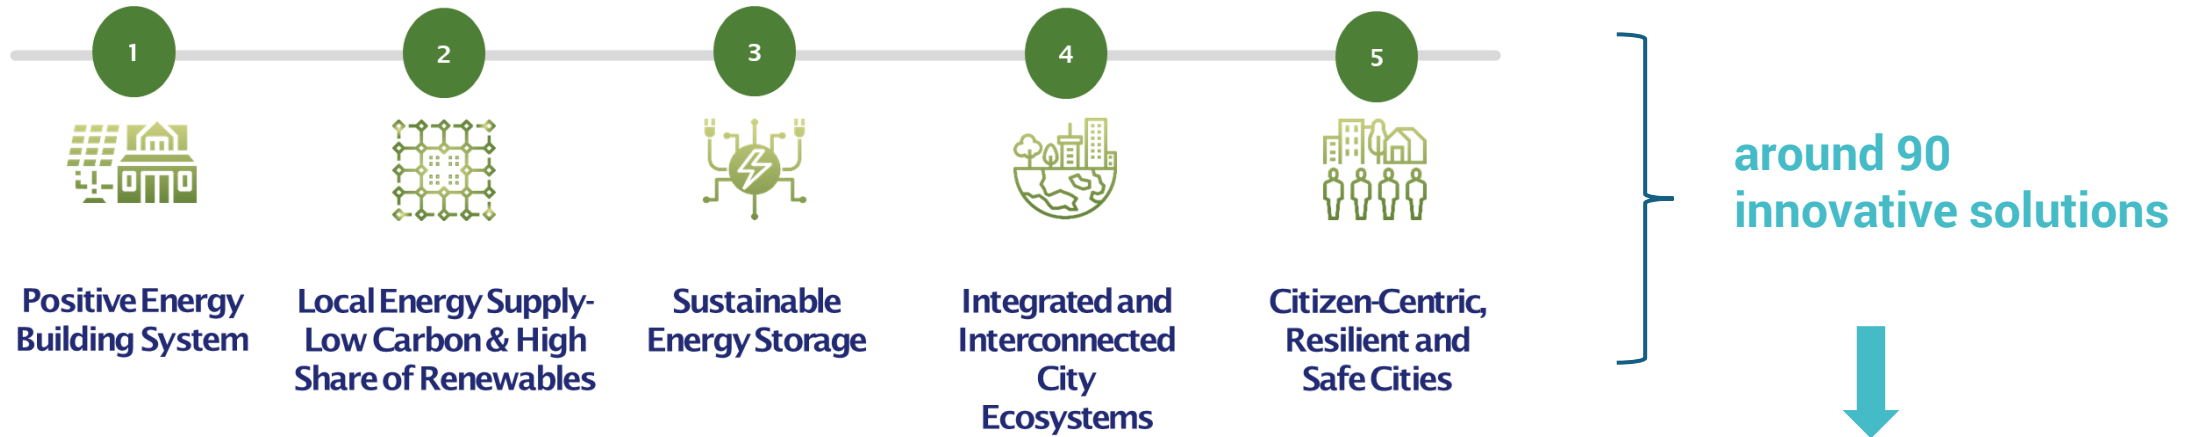 1
2
3
4
5
Positive Energy
Building System
Local Energy Supply-
Low Carbon & High
Share of Renewables
Sustainable
Energy Storage
Integrated and
Interconnected
City
Ecosystems
Citizen-Centric,
Resilient and
Safe Cities
around 90
innovative solutions